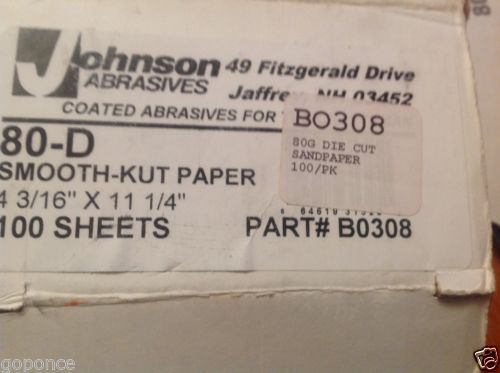 Johnson
ABRASIVES
49 Fitzgerald Drive
Jaffrey, NH 03452
COATED ABRASIVES FOR
BO308
80G DIE CUT
SANDPAPER
100/PK
80-D
SMOOTH-KUT PAPER
4 3/16" X 11 1/4"
100 SHEETS
PART# B0308
goponce